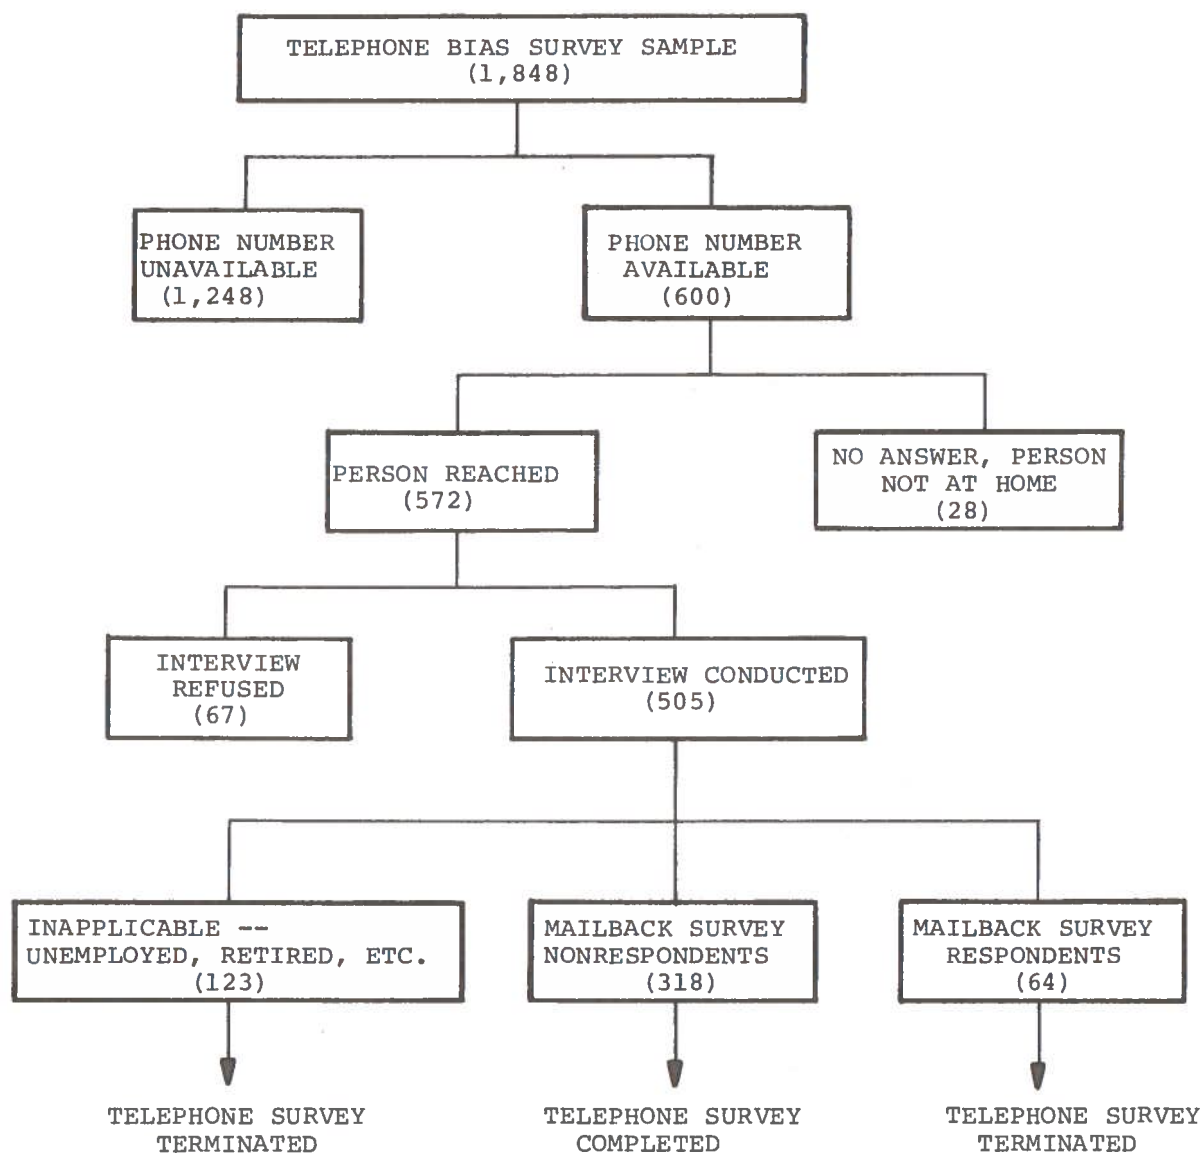 TELEPHONE BIAS SURVEY SAMPLE
(1,848)
PHONE NUMBER
UNAVAILABLE
(1,248)
PHONE NUMBER
AVAILABLE
(600)
PERSON REACHED
(572)
NO ANSWER, PERSON
NOT AT HOME
(28)
INTERVIEW
REFUSED
(67)
INTERVIEW CONDUCTED
(505)
INAPPLICABLE --
UNEMPLOYED, RETIRED, ETC.
(123)
MAILBACK SURVEY
NONRESPONDENTS
(318)
MAILBACK SURVEY
RESPONDENTS
(64)
TELEPHONE SURVEY
TERMINATED
TELEPHONE SURVEY
COMPLETED
TELEPHONE SURVEY
TERMINATED